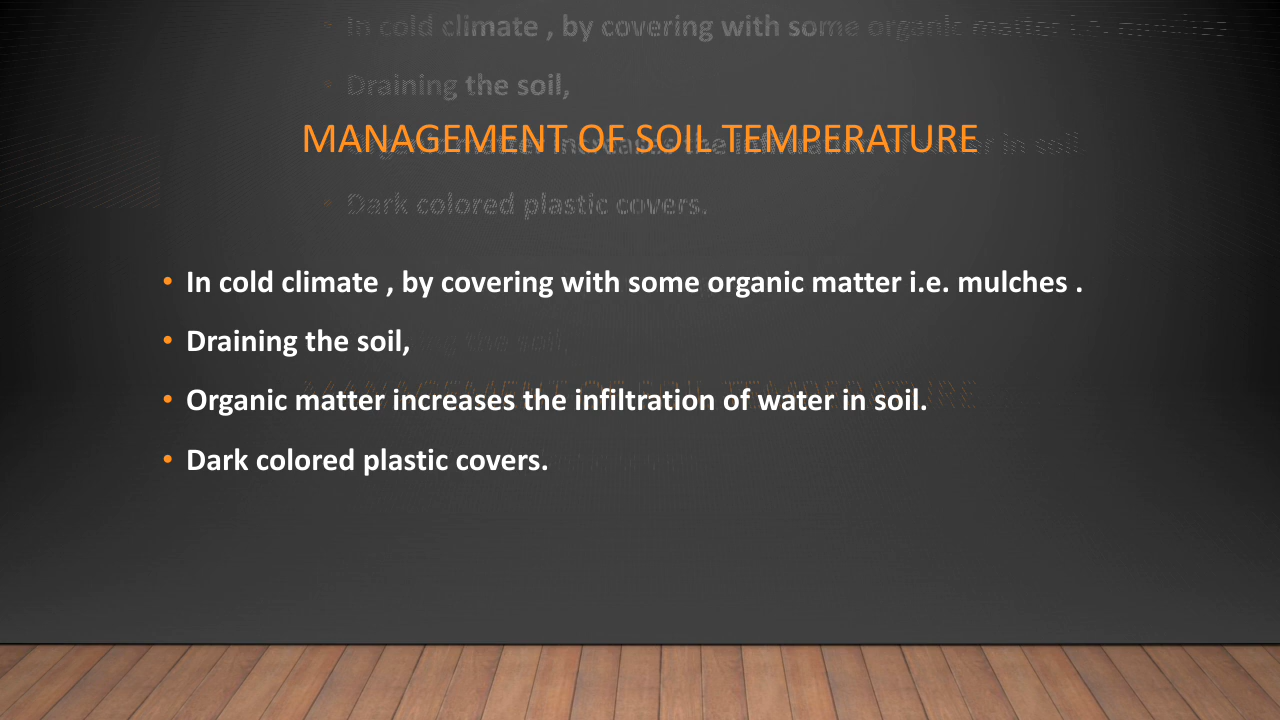 MANAGEMENT OF SOIL TEMPERATURE
• In cold climate , by covering with some organic matter i.e. mulches .
• Draining the soil,
• Organic matter increases the infiltration of water in soil.
• Dark colored plastic covers.